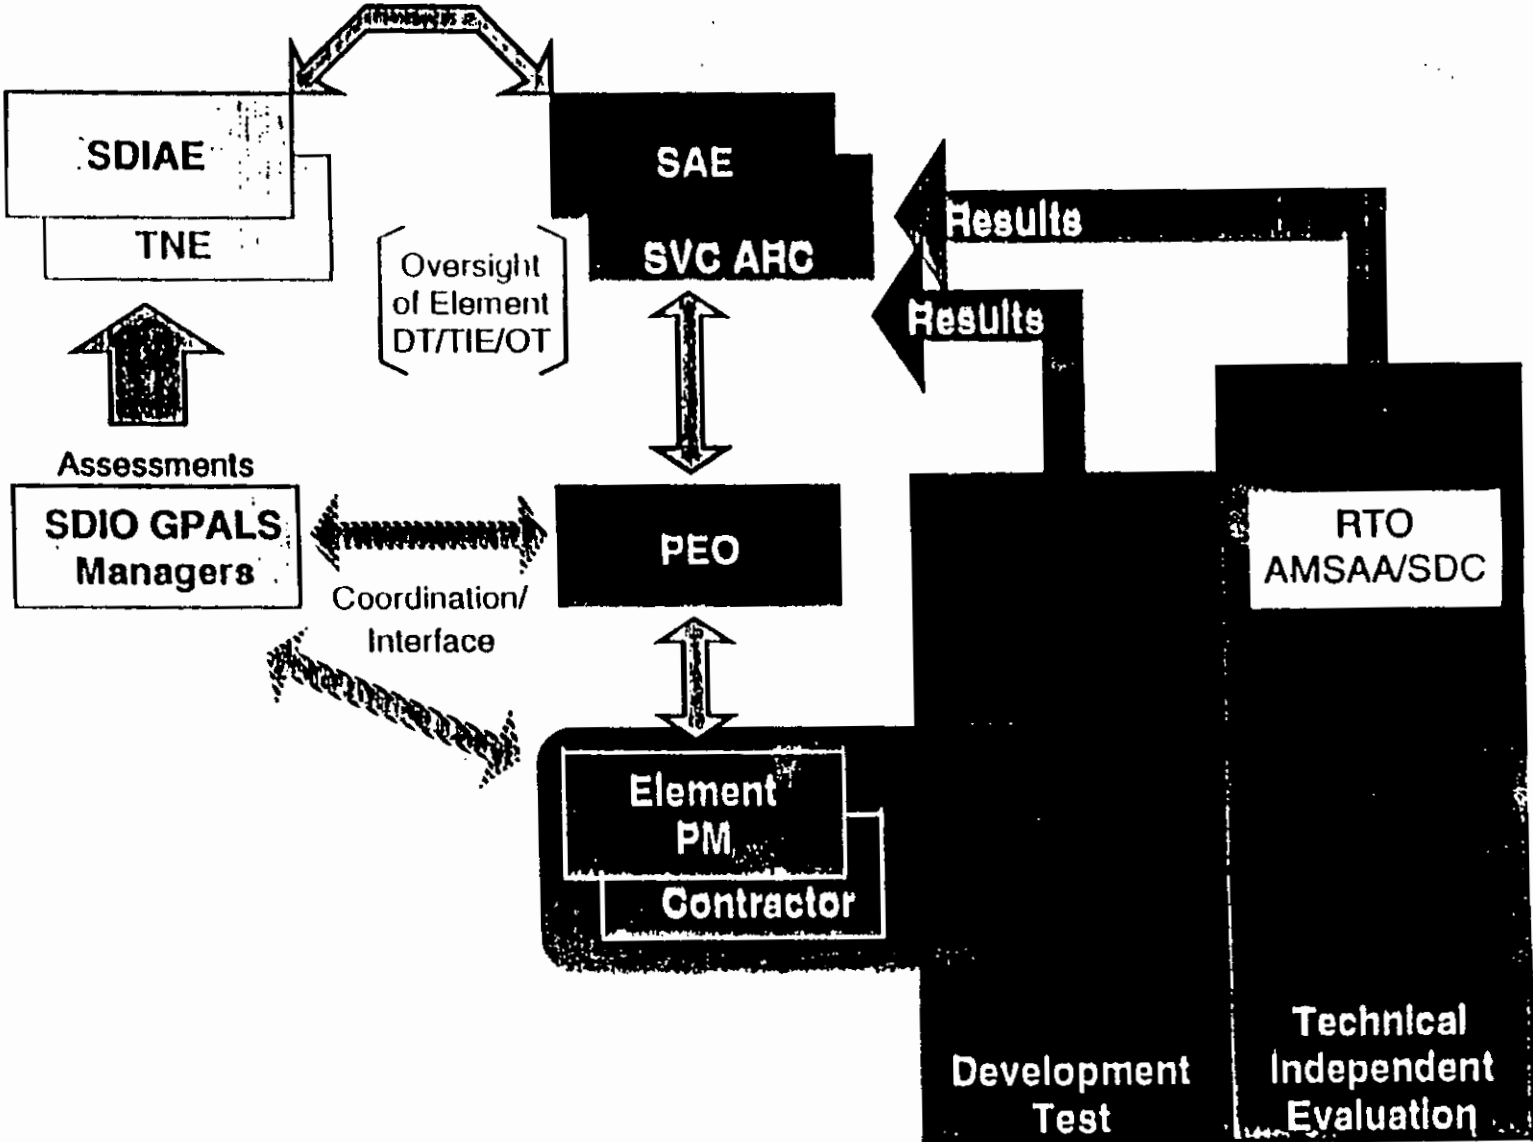 SDIAE
TNE
SAE
SVC ARC
Oversight
of Element
DT/TIE/OT
Results
Results
Assessments
SDIO GPALS
Managers
Coordination/
Interface
PEO
RTO
AMSAA/SDC
Element
PM
Contractor
Development
Test
Technical
Independent
Evaluation